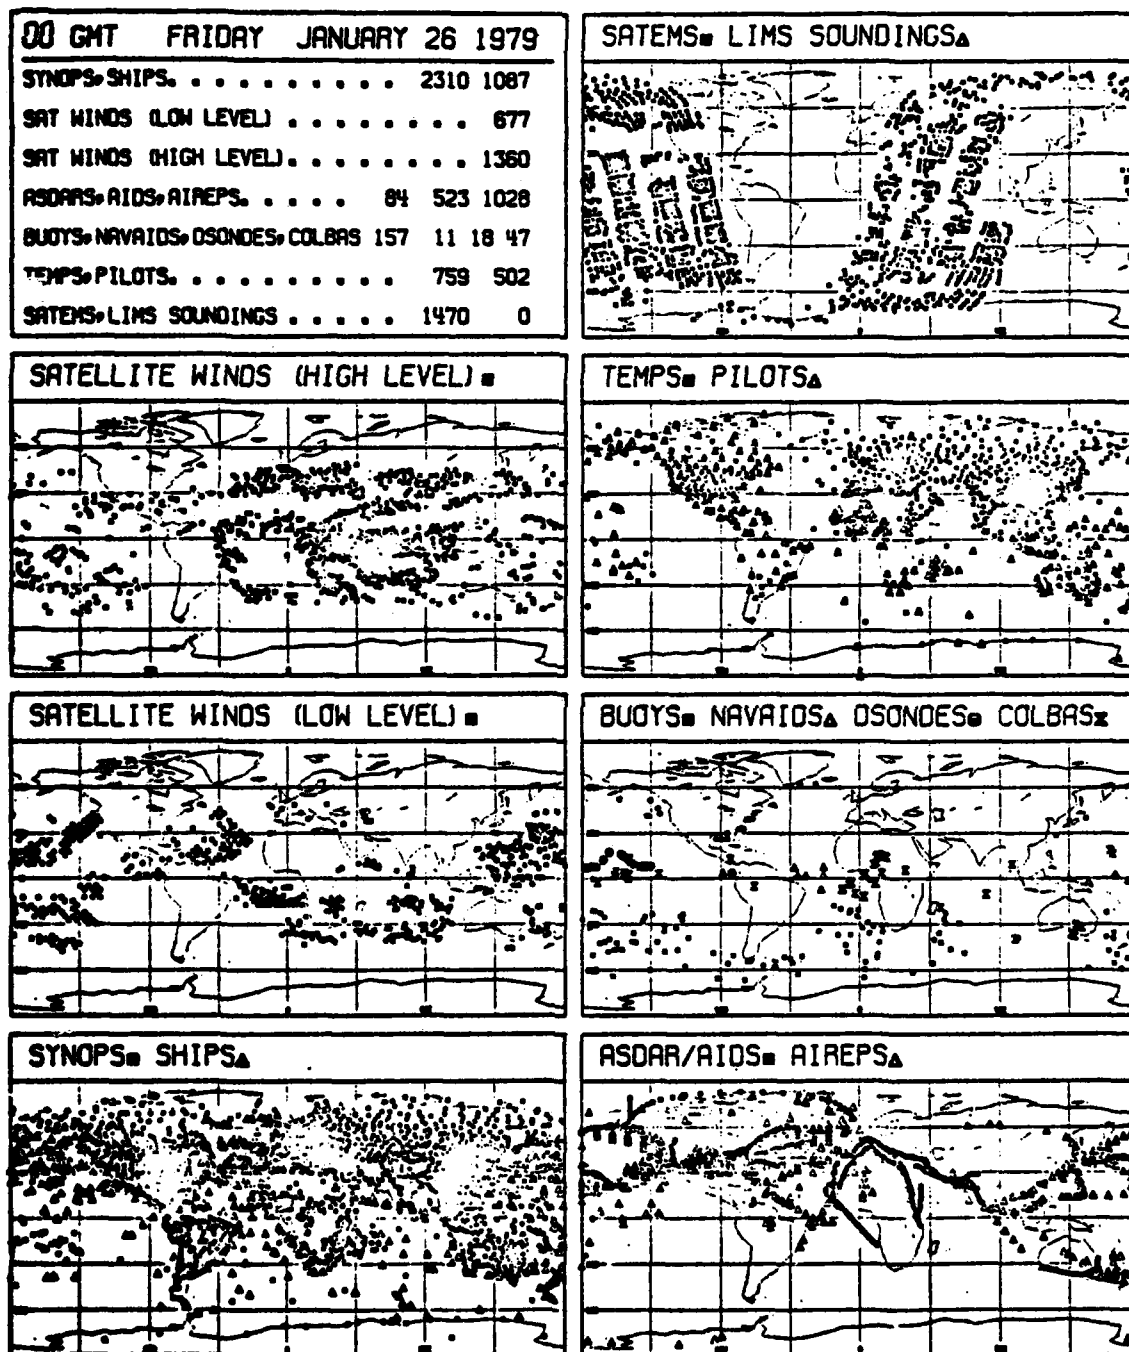 00 GMT FRIDAY JANUARY 26 1979
SYNOPS,SHIPS. . . . . . . . . . 2310 1087
SAT WINDS (LOW LEVEL) . . . . . . . . 677
SAT WINDS (HIGH LEVEL). . . . . . . . 1360
ASDARS,AIDS,AIREPS. . . . . . 84 523 1028
BUOYS,NAVAIDS,DSONDES,COLBAS 157 11 18 47
TEMPS,PILOTS. . . . . . . . . . 759 502
SATEMS,LIMS SOUNDINGS . . . . . 1470 0
SATEMS■ LIMS SOUNDINGS▲
SATELLITE WINDS (HIGH LEVEL) ■
TEMPS■ PILOTS▲
SATELLITE WINDS (LOW LEVEL) ■
BUOYS■ NAVAIDS▲ DSONDES● COLBAS⧗
SYNOPS■ SHIPS▲
ASDAR/AIDS■ AIREPS▲